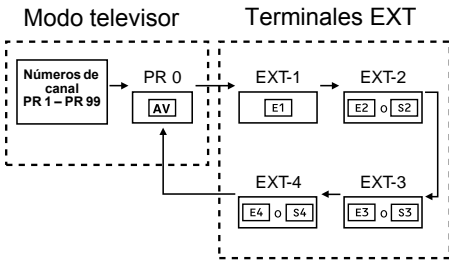 Modo televisor
Terminales EXT
Números de
canal
PR 1 – PR 99
PR 0
AV
EXT-1
E1
EXT-2
E2 o S2
EXT-4
E4 o S4
EXT-3
E3 o S3